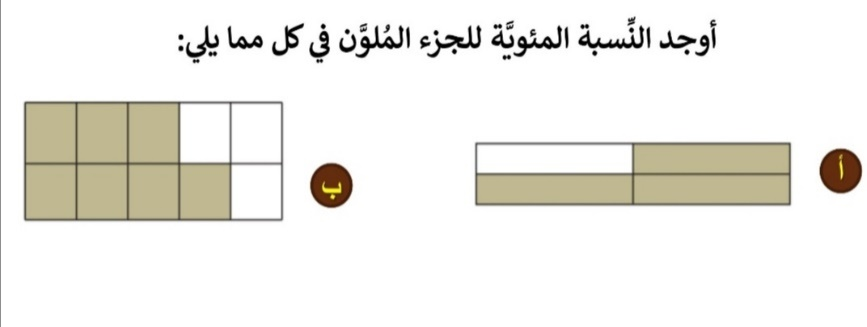 أوجد النِّسبة المئويَّة للجزء المُلوَّن في كل مما يلي:
أ
ب